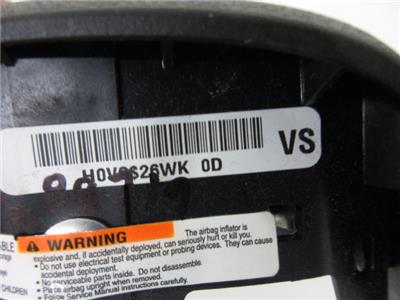 VS
0D
WARNING
The airbag inflator is
explosive and, if accidentally deployed, can seriously hurt or kill you.
• Do not use electrical test equipment or probing devices. They can cause
accidental deployment.
• No serviceable parts inside. Do not disassemble.
• Place airbag upright when removed.
• Follow Service Manual instructions carefully.
CHILDREN